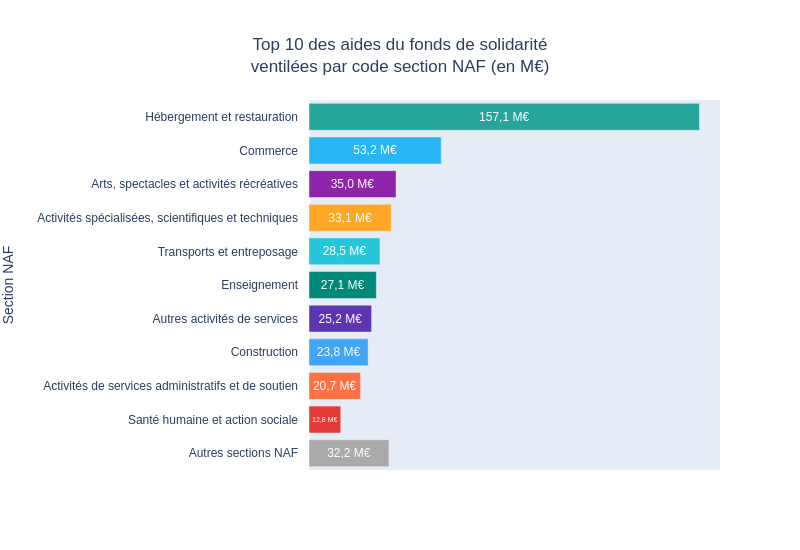 Top 10 des aides du fonds de solidarité
ventilées par code section NAF (en M€)
Section NAF
Hébergement et restauration 157,1 M€
Commerce 53,2 M€
Arts, spectacles et activités récréatives 35,0 M€
Activités spécialisées, scientifiques et techniques 33,1 M€
Transports et entreposage 28,5 M€
Enseignement 27,1 M€
Autres activités de services 25,2 M€
Construction 23,8 M€
Activités de services administratifs et de soutien 20,7 M€
Santé humaine et action sociale 12,8 M€
Autres sections NAF 32,2 M€